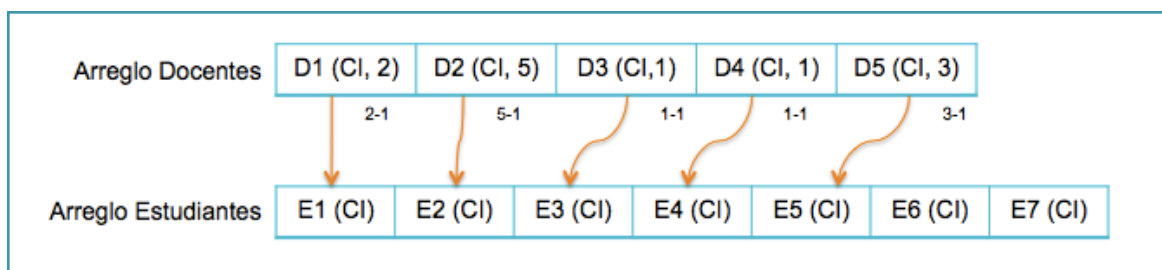 Arreglo Docentes D1 (CI, 2) D2 (CI, 5) D3 (CI,1) D4 (CI, 1) D5 (CI, 3)
2-1 5-1 1-1 1-1 3-1
Arreglo Estudiantes E1 (CI) E2 (CI) E3 (CI) E4 (CI) E5 (CI) E6 (CI) E7 (CI)